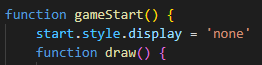 function gameStart() {
start.style.display = 'none'
function draw() {